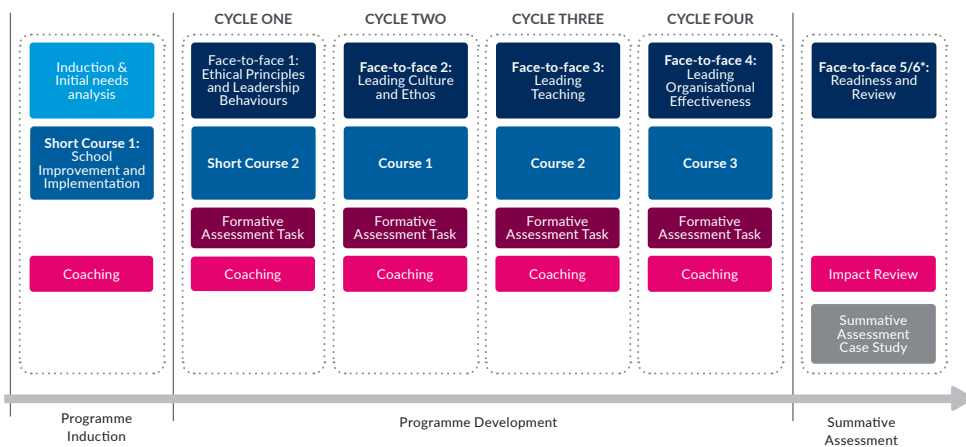 CYCLE ONE
CYCLE TWO
CYCLE THREE
CYCLE FOUR
Induction &
Initial needs
analysis
Short Course 1:
School
Improvement and
Implementation
Coaching
Face-to-face 1:
Ethical Principles
and Leadership
Behaviours
Short Course 2
Formative
Assessment Task
Coaching
Face-to-face 2:
Leading Culture
and Ethos
Course 1
Formative
Assessment Task
Coaching
Face-to-face 3:
Leading
Teaching
Course 2
Formative
Assessment Task
Coaching
Face-to-face 4:
Leading
Organisational
Effectiveness
Course 3
Formative
Assessment Task
Coaching
Face-to-face 5/6*:
Readiness and
Review
Impact Review
Summative
Assessment
Case Study
Programme
Induction
Programme Development
Summative
Assessment